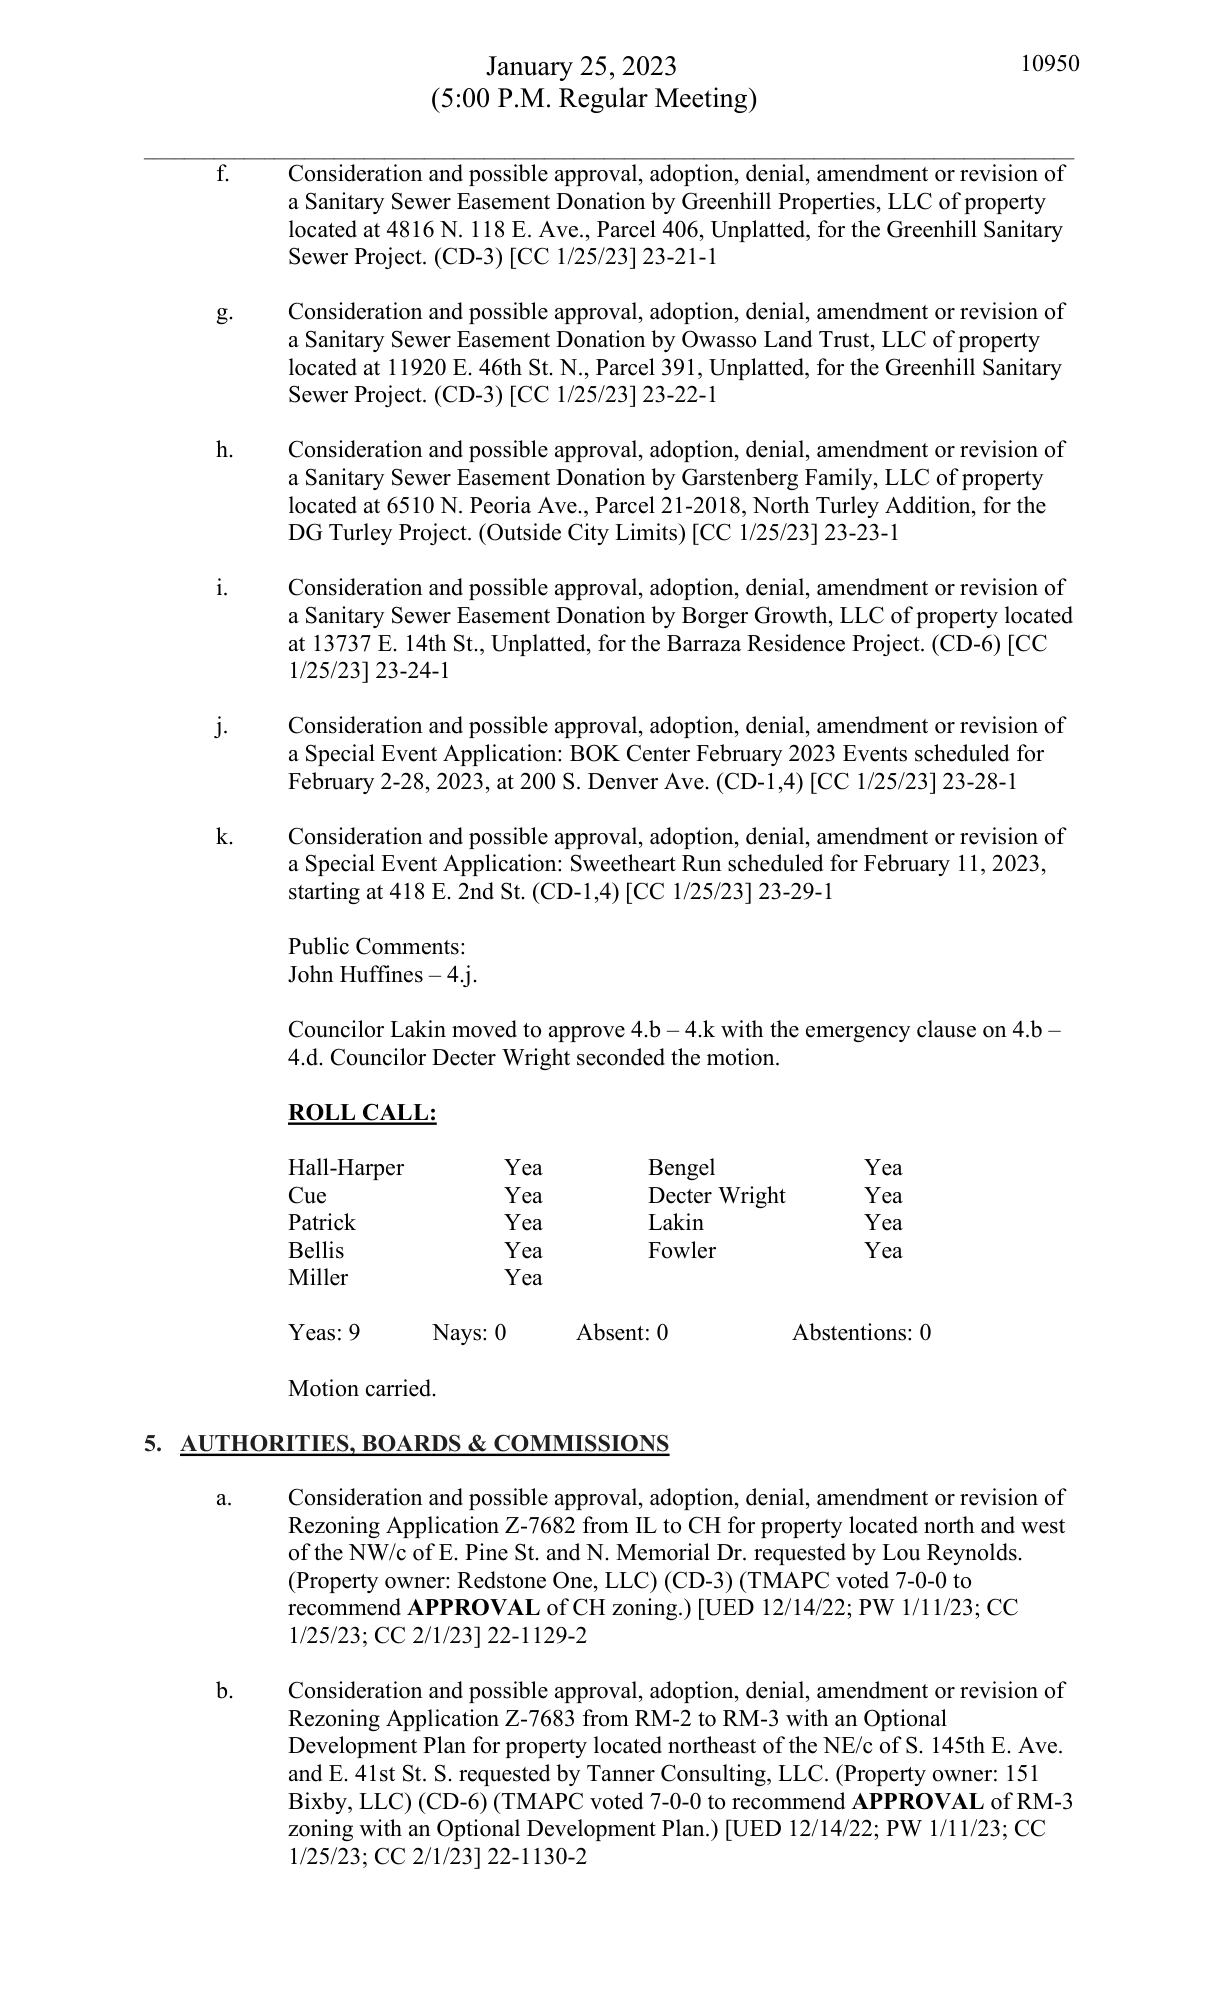 January 25, 2023
10950
(5:00 P.M. Regular Meeting)
f. Consideration and possible approval, adoption, denial, amendment or revision of
a Sanitary Sewer Easement Donation by Greenhill Properties, LLC of property
located at 4816 N. 118 E. Ave., Parcel 406, Unplatted, for the Greenhill Sanitary
Sewer Project. (CD-3) [CC 1/25/23] 23-21-1
g. Consideration and possible approval, adoption, denial, amendment or revision of
a Sanitary Sewer Easement Donation by Owasso Land Trust, LLC of property
located at 11920 E. 46th St. N., Parcel 391, Unplatted, for the Greenhill Sanitary
Sewer Project. (CD-3) [CC 1/25/23] 23-22-1
h. Consideration and possible approval, adoption, denial, amendment or revision of
a Sanitary Sewer Easement Donation by Garstenberg Family, LLC of property
located at 6510 N. Peoria Ave., Parcel 21-2018, North Turley Addition, for the
DG Turley Project. (Outside City Limits) [CC 1/25/23] 23-23-1
i. Consideration and possible approval, adoption, denial, amendment or revision of
a Sanitary Sewer Easement Donation by Borger Growth, LLC of property located
at 13737 E. 14th St., Unplatted, for the Barraza Residence Project. (CD-6) [CC
1/25/23] 23-24-1
j. Consideration and possible approval, adoption, denial, amendment or revision of
a Special Event Application: BOK Center February 2023 Events scheduled for
February 2-28, 2023, at 200 S. Denver Ave. (CD-1,4) [CC 1/25/23] 23-28-1
k. Consideration and possible approval, adoption, denial, amendment or revision of
a Special Event Application: Sweetheart Run scheduled for February 11, 2023,
starting at 418 E. 2nd St. (CD-1,4) [CC 1/25/23] 23-29-1
Public Comments:
John Huffines – 4.j.
Councilor Lakin moved to approve 4.b – 4.k with the emergency clause on 4.b –
4.d. Councilor Decter Wright seconded the motion.
ROLL CALL:
Hall-Harper Yea Bengel Yea
Cue Yea Decter Wright Yea
Patrick Yea Lakin Yea
Bellis Yea Fowler Yea
Miller Yea
Yeas: 9 Nays: 0 Absent: 0 Abstentions: 0
Motion carried.
5. AUTHORITIES, BOARDS & COMMISSIONS
a. Consideration and possible approval, adoption, denial, amendment or revision of
Rezoning Application Z-7682 from IL to CH for property located north and west
of the NW/c of E. Pine St. and N. Memorial Dr. requested by Lou Reynolds.
(Property owner: Redstone One, LLC) (CD-3) (TMAPC voted 7-0-0 to
recommend APPROVAL of CH zoning.) [UED 12/14/22; PW 1/11/23; CC
1/25/23; CC 2/1/23] 22-1129-2
b. Consideration and possible approval, adoption, denial, amendment or revision of
Rezoning Application Z-7683 from RM-2 to RM-3 with an Optional
Development Plan for property located northeast of the NE/c of S. 145th E. Ave.
and E. 41st St. S. requested by Tanner Consulting, LLC. (Property owner: 151
Bixby, LLC) (CD-6) (TMAPC voted 7-0-0 to recommend APPROVAL of RM-3
zoning with an Optional Development Plan.) [UED 12/14/22; PW 1/11/23; CC
1/25/23; CC 2/1/23] 22-1130-2